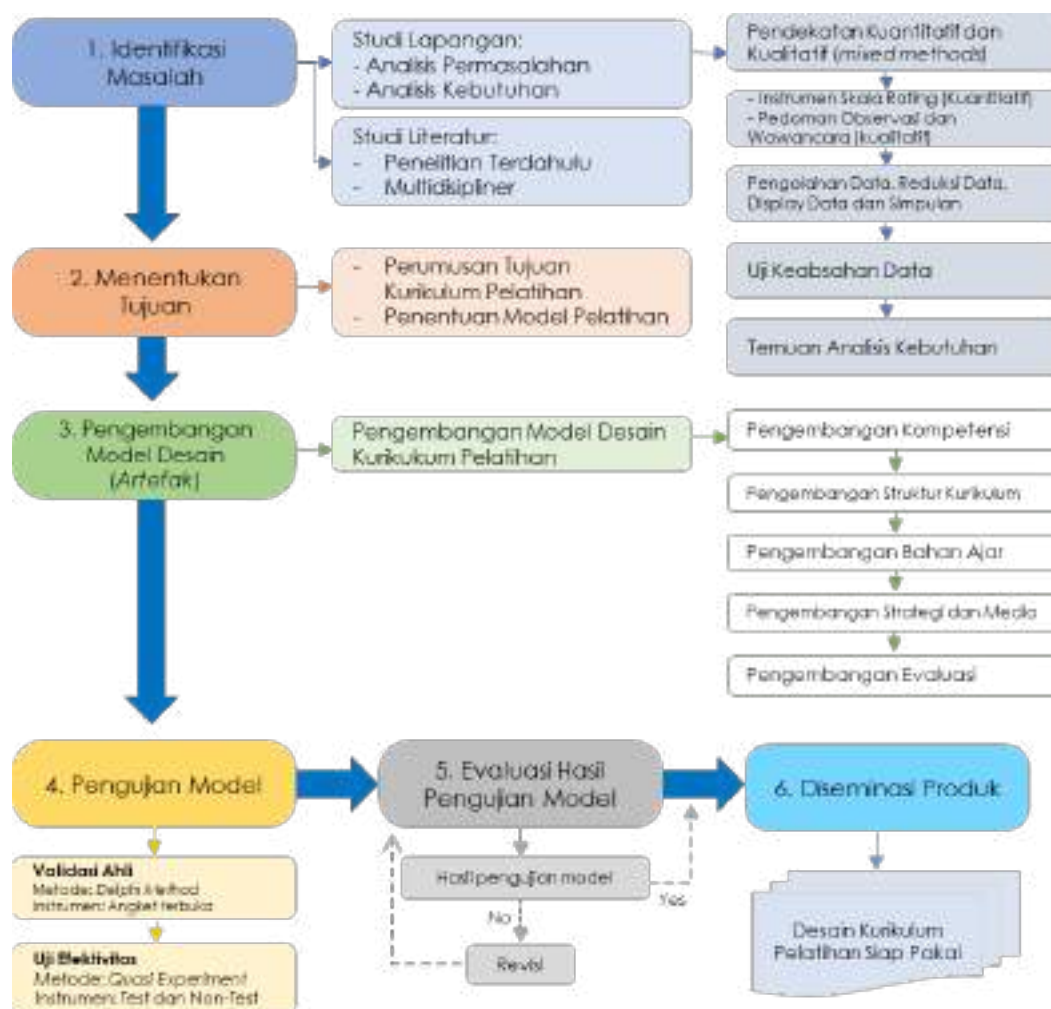 1. Identifikasi
Masalah
Studi Lapangan:
- Analisis Permasalahan
- Analisis Kebutuhan
Studi Literatur:
- Penelitian Terdahulu
- Multidisipliner
Pendekatan Kuantitatif dan
Kualitatif (mixed methods)
- Instrumen Skala Rating (Kuantitatif)
- Pedoman Observasi dan
Wawancara (kualitatif)
Pengolahan Data, Reduksi Data,
Display Data dan Simpulan
Uji Keabsahan Data
Temuan Analisis Kebutuhan
2. Menentukan
Tujuan
- Perumusan Tujuan
Kurikulum Pelatihan
- Penentuan Model Pelatihan
3. Pengembangan
Model Desain
(Artefak)
Pengembangan Model Desain
Kurikukum Pelatihan
Pengembangan Kompetensi
Pengembangan Struktur Kurikulum
Pengembangan Bahan Ajar
Pengembangan Strategi dan Media
Pengembangan Evaluasi
4. Pengujian Model
Validasi Ahli
Metode: Delphi Method
Instrumen: Angket terbuka
Uji Efektivitas
Metode: Quasi Experiment
Instrumen: Test dan Non-Test
5. Evaluasi Hasil
Pengujian Model
Hasil pengujian model
Yes
No
Revisi
6. Diseminasi Produk
Desain Kurikulum
Pelatihan Siap Pakai